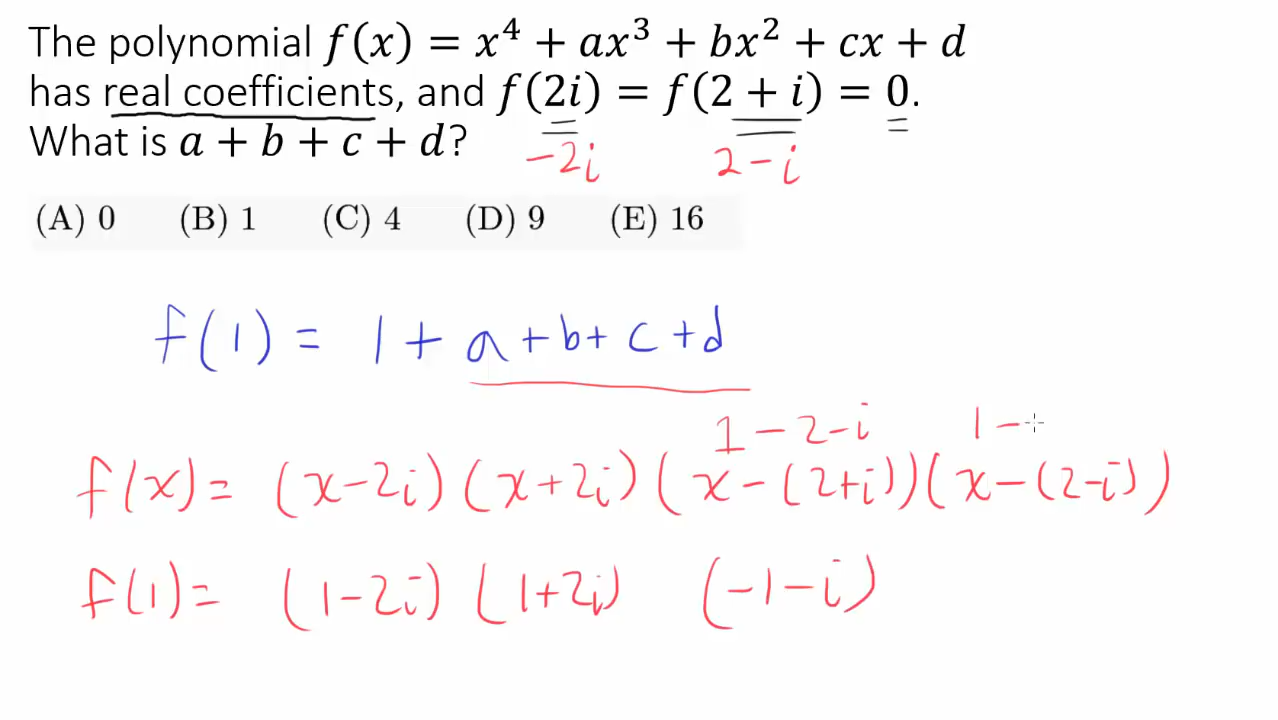 The polynomial f(x) = x⁴ + ax³ + bx² + cx + d
has real coefficients, and f(2i) = f(2 + i) = 0.
What is a + b + c + d?
-2i 2-i
(A) 0 (B) 1 (C) 4 (D) 9 (E) 16
f(1) = 1 + a + b + c + d
1 - 2 - i 1 -
f(x) = (x-2i)(x+2i)(x-(2+i))(x-(2-i))
f(1) = (1-2i)(1+2i) (-1-i)